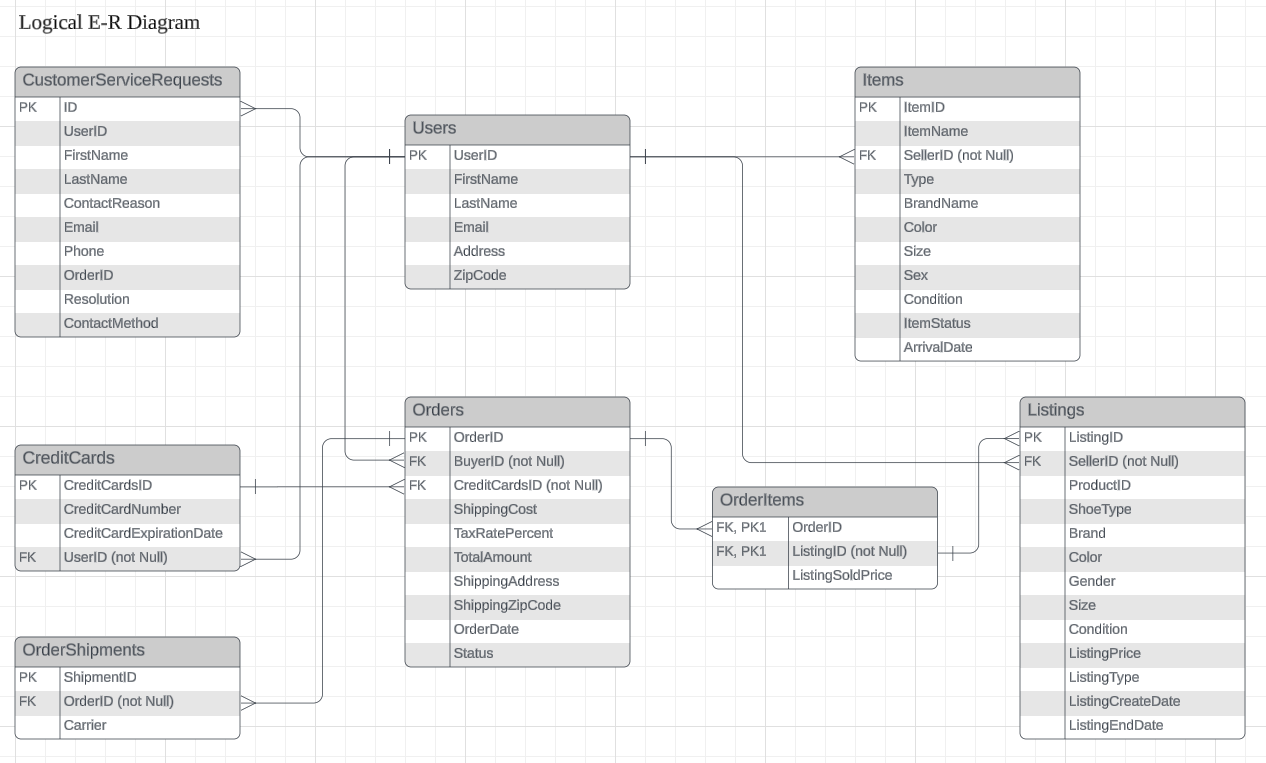 Logical E-R Diagram
CustomerServiceRequests
PK ID
UserID
FirstName
LastName
ContactReason
Email
Phone
OrderID
Resolution
ContactMethod
Users
PK UserID
FirstName
LastName
Email
Address
ZipCode
Items
PK ItemID
ItemName
FK SellerID (not Null)
Type
BrandName
Color
Size
Sex
Condition
ItemStatus
ArrivalDate
CreditCards
PK CreditCardsID
CreditCardNumber
CreditCardExpirationDate
FK UserID (not Null)
Orders
PK OrderID
FK BuyerID (not Null)
FK CreditCardsID (not Null)
ShippingCost
TaxRatePercent
TotalAmount
ShippingAddress
ShippingZipCode
OrderDate
Status
OrderItems
FK, PK1 OrderID
FK, PK1 ListingID (not Null)
ListingSoldPrice
Listings
PK ListingID
FK SellerID (not Null)
ProductID
ShoeType
Brand
Color
Gender
Size
Condition
ListingPrice
ListingType
ListingCreateDate
ListingEndDate
OrderShipments
PK ShipmentID
FK OrderID (not Null)
Carrier